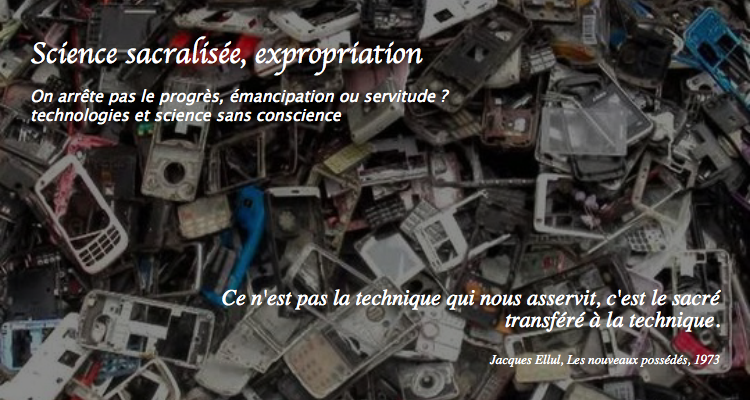 Science sacralisée, expropriation
On arrête pas le progrès, émancipation ou servitude ?
technologies et science sans conscience
Ce n'est pas la technique qui nous asservit, c'est le sacré
transféré à la technique.
Jacques Ellul, Les nouveaux possédés, 1973